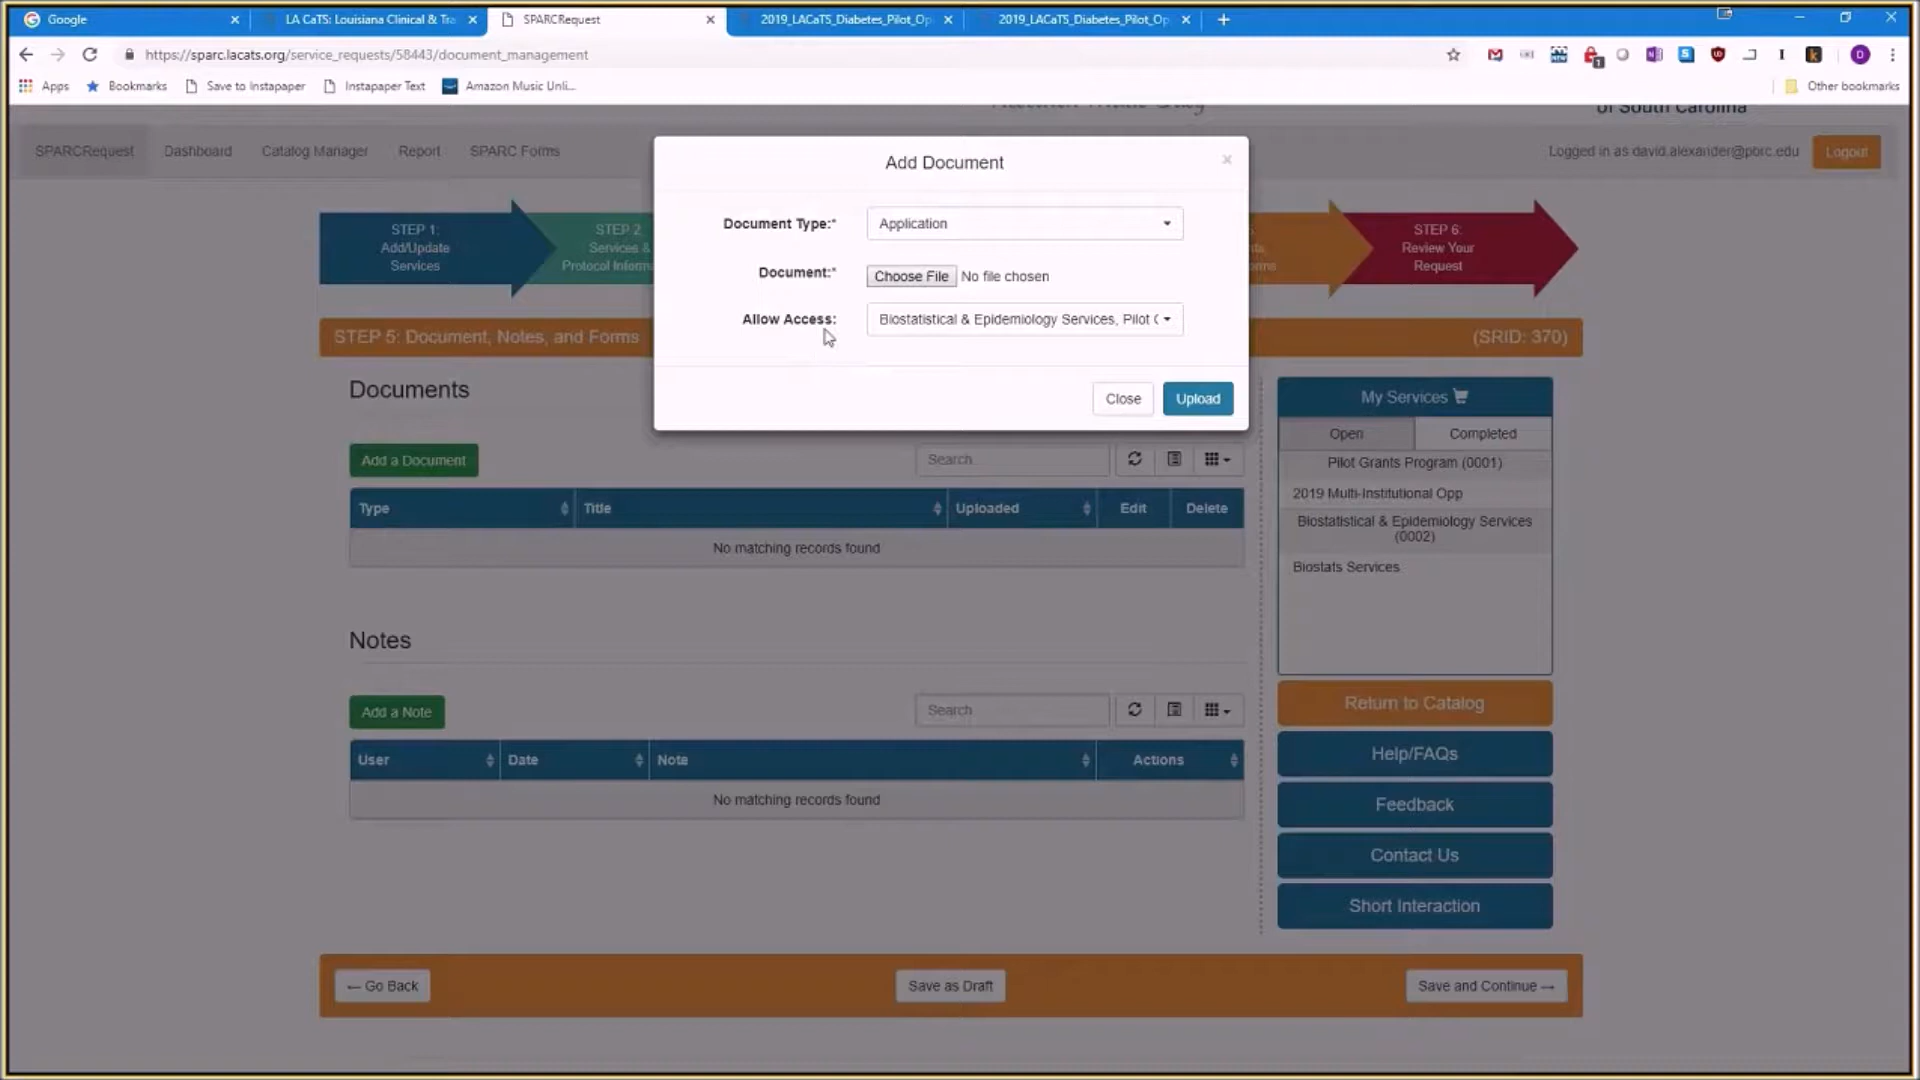 Google
LA CaTS: Louisiana Clinical & Tra
SPARCRequest
2019_LACaTS_Diabetes_Pilot_Op
2019_LACaTS_Diabetes_Pilot_Op
https://sparc.lacats.org/service_requests/58443/document_management
Apps
Bookmarks
Save to Instapaper
Instapaper Text
Amazon Music Unli...
Other bookmarks
of South Carolina
SPARCRequest
Dashboard
Catalog Manager
Report
SPARC Forms
Logged in as david.alexander@pbrc.edu
Logout
Add Document
×
Document Type:*
Application
Document:*
Choose File
No file chosen
Allow Access:
Biostatistical & Epidemiology Services, Pilot
Close
Upload
STEP 1:
Add/Update
Services
STEP 2
Services &
Protocol Inform
STEP 6:
Review Your
Request
STEP 5: Document, Notes, and Forms
(SRID: 370)
Documents
Add a Document
Search
Type
Title
Uploaded
Edit
Delete
No matching records found
Notes
Add a Note
Search
User
Date
Note
Actions
No matching records found
My Services
Open
Completed
Pilot Grants Program (0001)
2019 Multi-Institutional Opp
Biostatistical & Epidemiology Services
(0002)
Biostats Services
Return to Catalog
Help/FAQs
Feedback
Contact Us
Short Interaction
← Go Back
Save as Draft
Save and Continue →